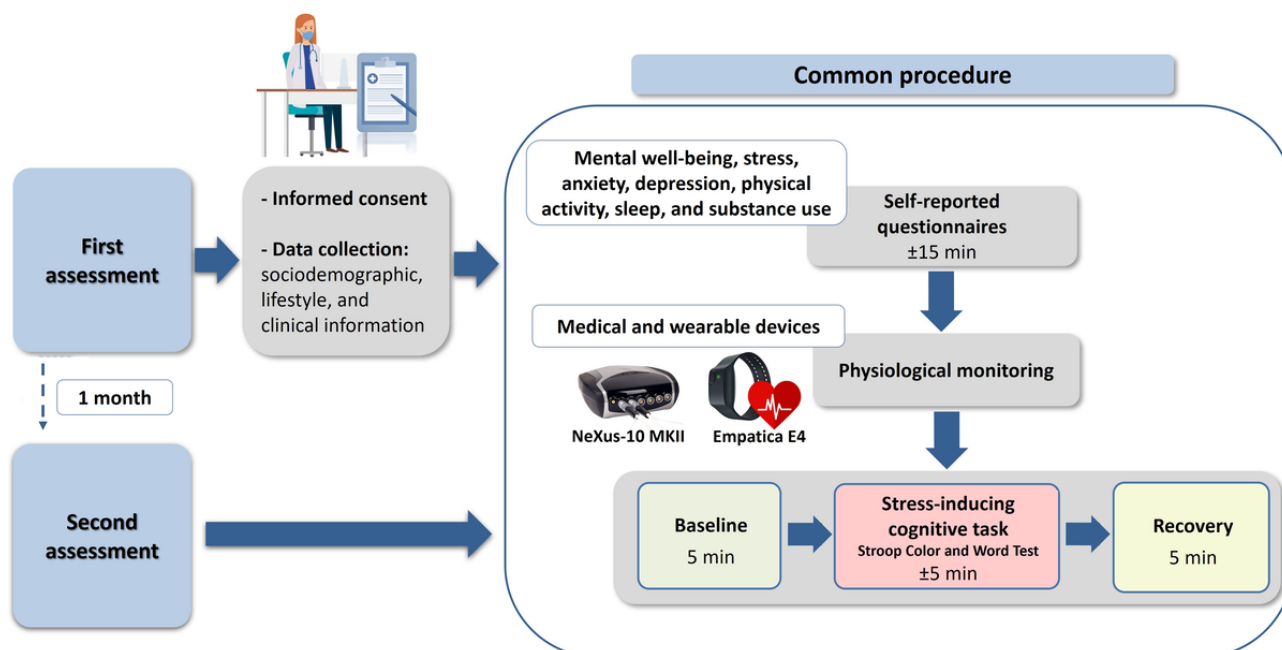 Common procedure
Mental well-being, stress,
anxiety, depression, physical
activity, sleep, and substance use
Self-reported
questionnaires
±15 min
First
assessment
- Informed consent
- Data collection:
sociodemographic,
lifestyle, and
clinical information
Medical and wearable devices
Physiological monitoring
NeXus-10 MKII
Empatica E4
1 month
Second
assessment
Baseline
5 min
Stress-inducing
cognitive task
Stroop Color and Word Test
±5 min
Recovery
5 min